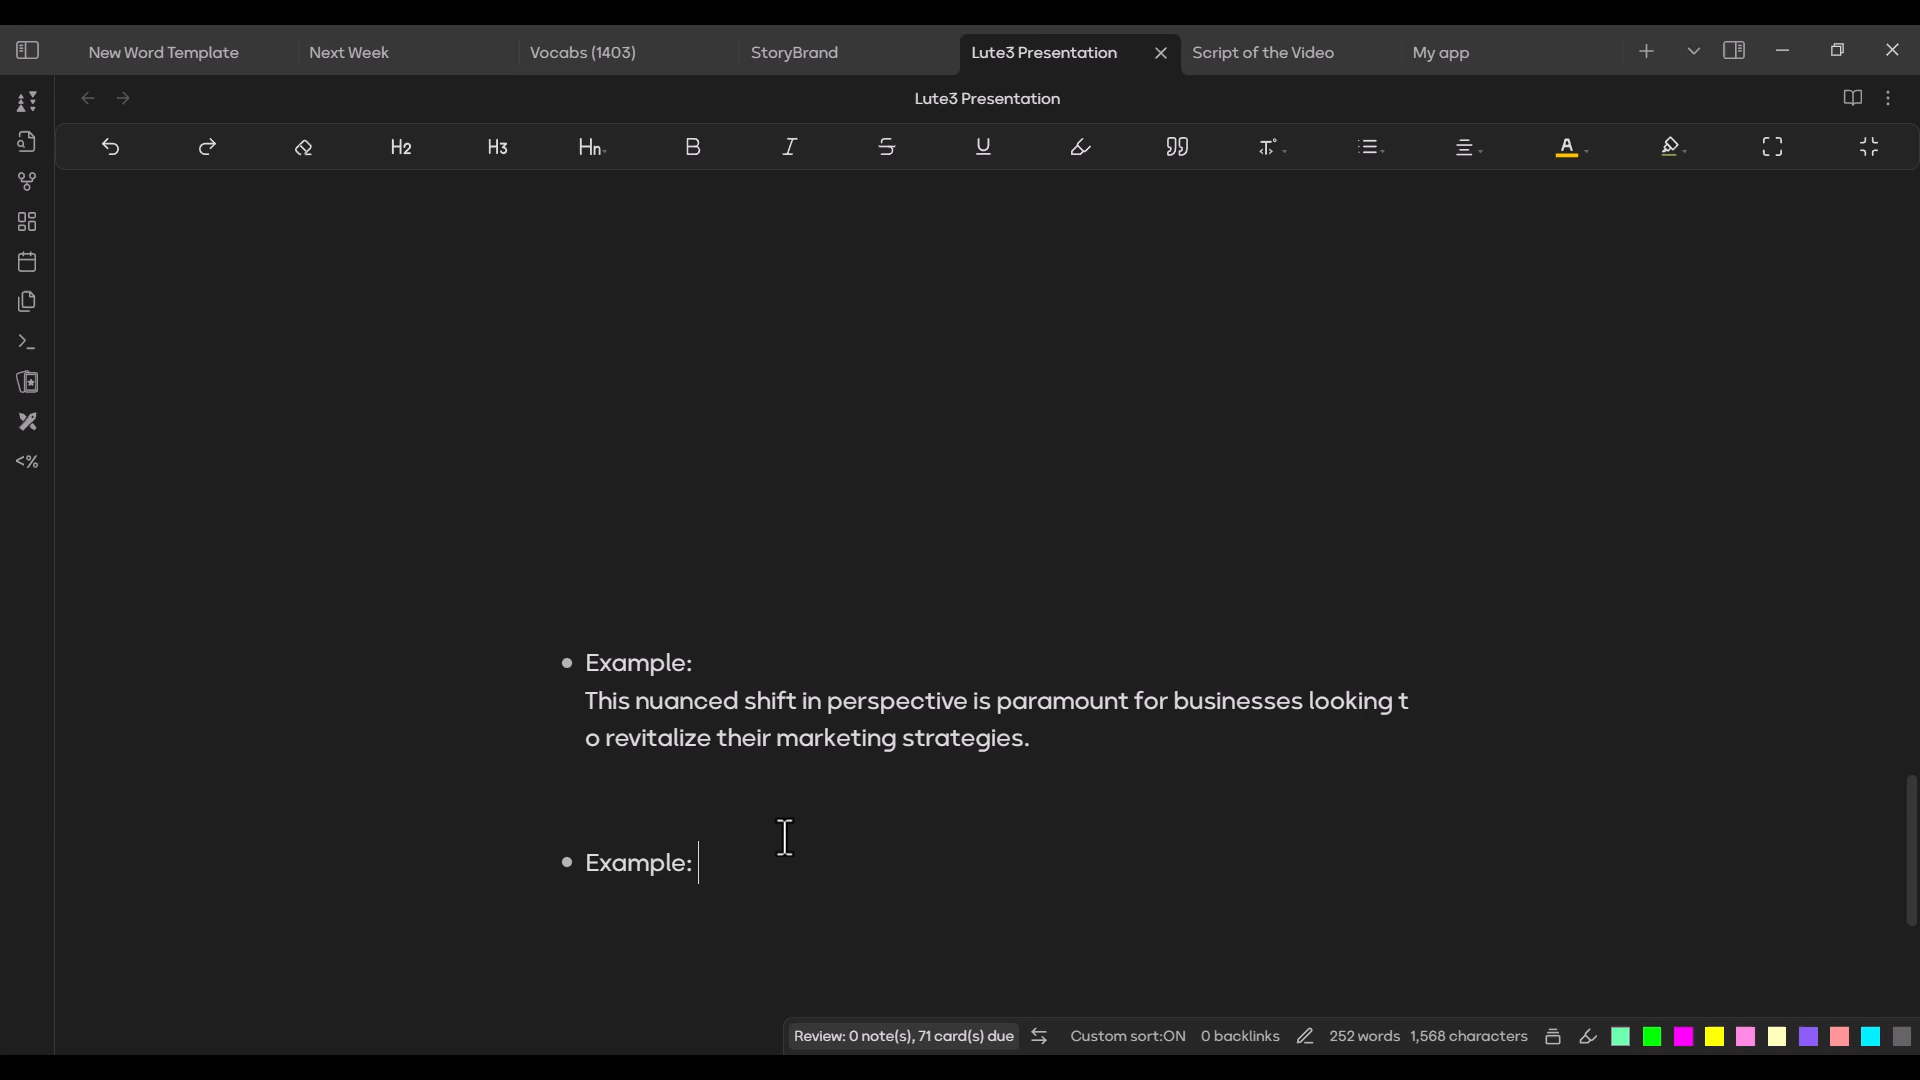 New Word Template
Next Week
Vocabs (1403)
StoryBrand
Lute3 Presentation
Script of the Video
My app
Lute3 Presentation
H2
H3
Hn
B
I
S
U
A
<%
Example:
This nuanced shift in perspective is paramount for businesses looking t
o revitalize their marketing strategies.
Example:
Review: 0 note(s), 71 card(s) due
Custom sort:ON
0 backlinks
252 words
1,568 characters